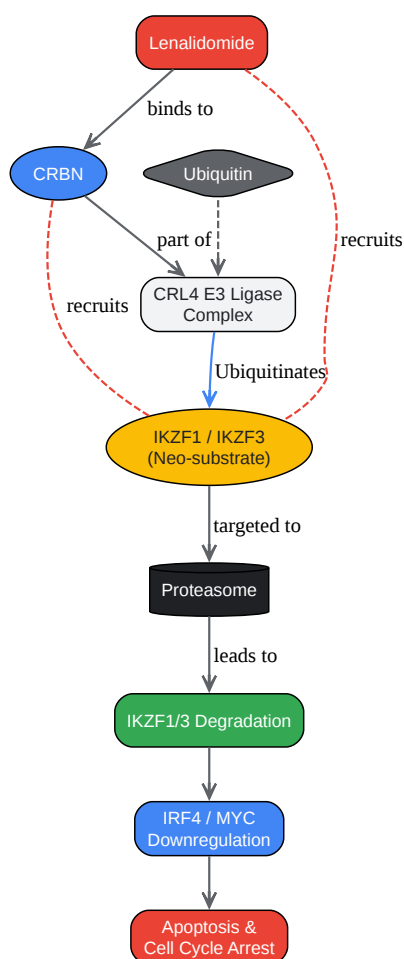 Lenalidomide
binds to
CRBN
Ubiquitin
part of
recruits
recruits
CRL4 E3 Ligase
Complex
Ubiquitinates
IKZF1 / IKZF3
(Neo-substrate)
targeted to
Proteasome
leads to
IKZF1/3 Degradation
IRF4 / MYC
Downregulation
Apoptosis &
Cell Cycle Arrest